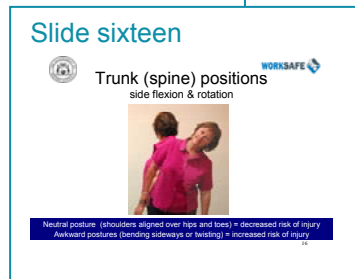 Slide sixteen
WORKSAFE
Trunk (spine) positions
side flexion & rotation
Neutral posture (shoulders aligned over hips and toes) = decreased risk of injury
Awkward postures (bending sideways or twisting) = increased risk of injury
16